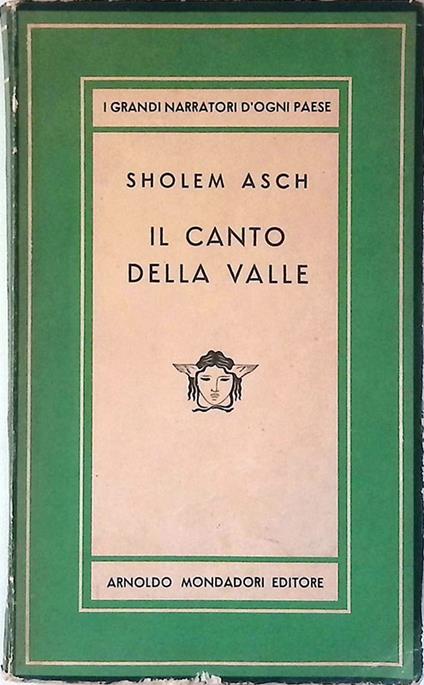 I GRANDI NARRATORI D'OGNI PAESE
SHOLEM ASCH
IL CANTO
DELLA VALLE
ARNOLDO MONDADORI EDITORE